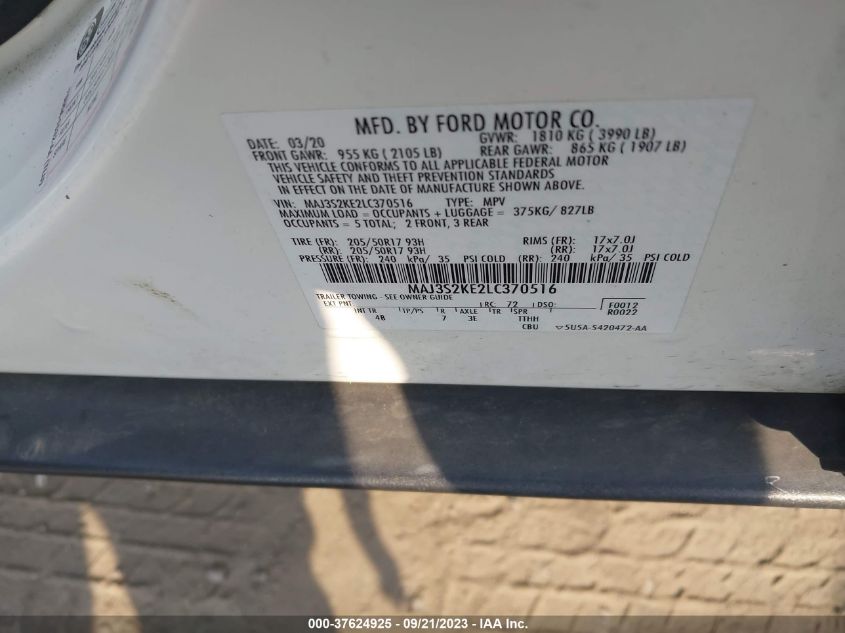 MFD. BY FORD MOTOR CO.
DATE: 03/20 GVWR: 1810 KG ( 3990 LB)
FRONT GAWR: 955 KG ( 2105 LB) REAR GAWR: 865 KG ( 1907 LB)
THIS VEHICLE CONFORMS TO ALL APPLICABLE FEDERAL MOTOR
VEHICLE SAFETY AND THEFT PREVENTION STANDARDS
IN EFFECT ON THE DATE OF MANUFACTURE SHOWN ABOVE.
VIN: MAJ3S2KE2LC370516 TYPE: MPV
MAXIMUM LOAD = OCCUPANTS + LUGGAGE = 375KG/ 827LB
OCCUPANTS = 5 TOTAL; 2 FRONT, 3 REAR
TIRE (FR): 205/50R17 93H RIMS (FR): 17x7.0J
(RR): 205/50R17 93H (RR): 17x7.0J
PRESSURE (FR): 240 kPa/ 35 PSI COLD (RR): 240 kPa/ 35 PSI COLD
MAJ3S2KE2LC370516
TRAILER TOWING - SEE OWNER GUIDE
EXT PNT: RC: 72 DSO: F0012
INT TR TP/PS R AXLE TR SPR R0022
4B 7 3E TTHH
CBU 5U5A-5420472-AA
000-37624925 - 09/21/2023 - IAA Inc.